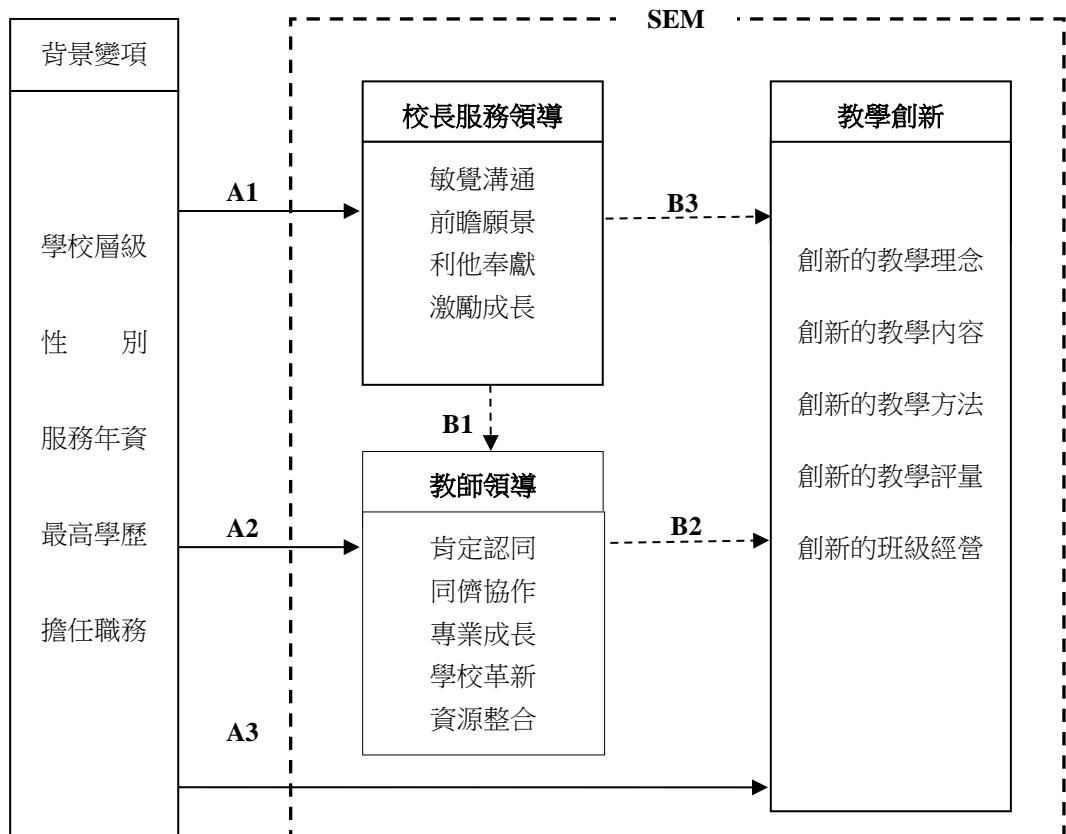 SEM
背景變項
學校層級
性　　別
服務年資
最高學歷
擔任職務
A1
A2
A3
校長服務領導
敏覺溝通
前瞻願景
利他奉獻
激勵成長
B1
B3
教師領導
肯定認同
同儕協作
專業成長
學校革新
資源整合
B2
教學創新
創新的教學理念
創新的教學內容
創新的教學方法
創新的教學評量
創新的班級經營